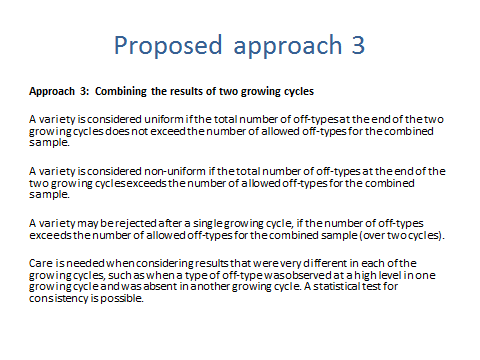 Proposed approach 3
Approach 3: Combining the results of two growing cycles
A variety is considered uniform if the total number of off-types at the end of the two
growing cycles does not exceed the number of allowed off-types for the combined
sample.
A variety is considered non-uniform if the total number of off-types at the end of the
two growing cycles exceeds the number of allowed off-types for the combined
sample.
A variety may be rejected after a single growing cycle, if the number of off-types
exceeds the number of allowed off-types for the combined sample (over two cycles).
Care is needed when considering results that were very different in each of the
growing cycles, such as when a type of off-type was observed at a high level in one
growing cycle and was absent in another growing cycle. A statistical test for
consistency is possible.